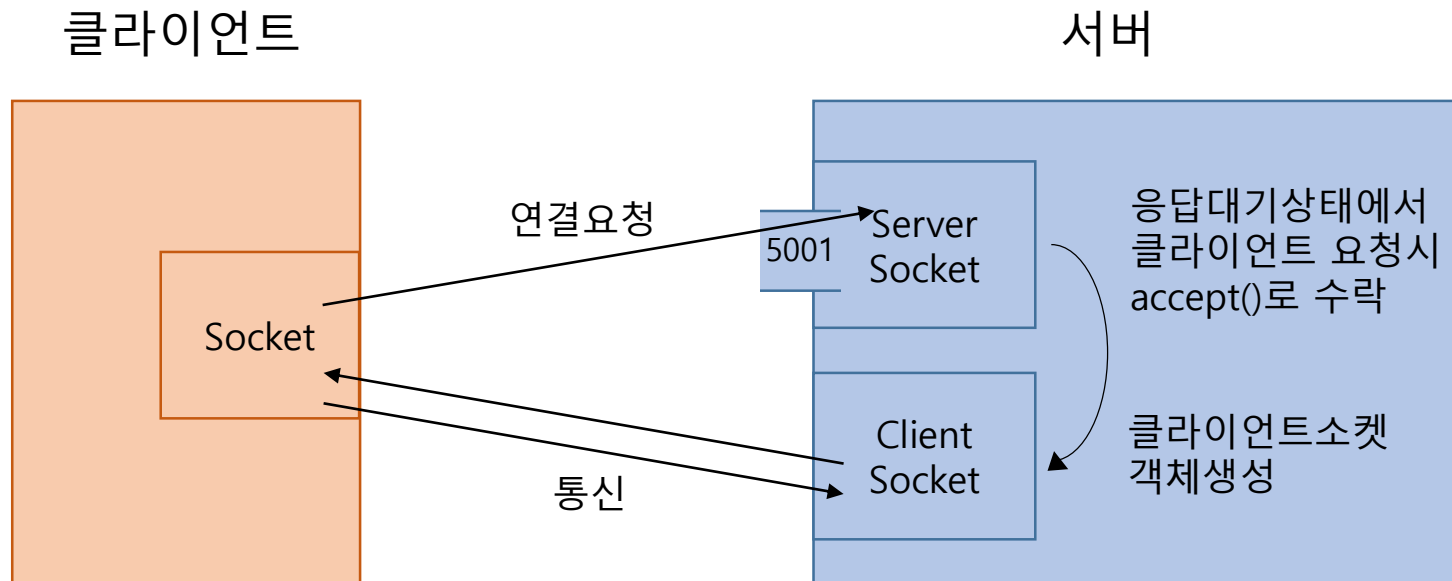 클라이언트
서버
연결요청
5001
Server
Socket
응답대기상태에서
클라이언트 요청시
accept()로 수락
Socket
Client
Socket
클라이언트소켓
객체생성
통신